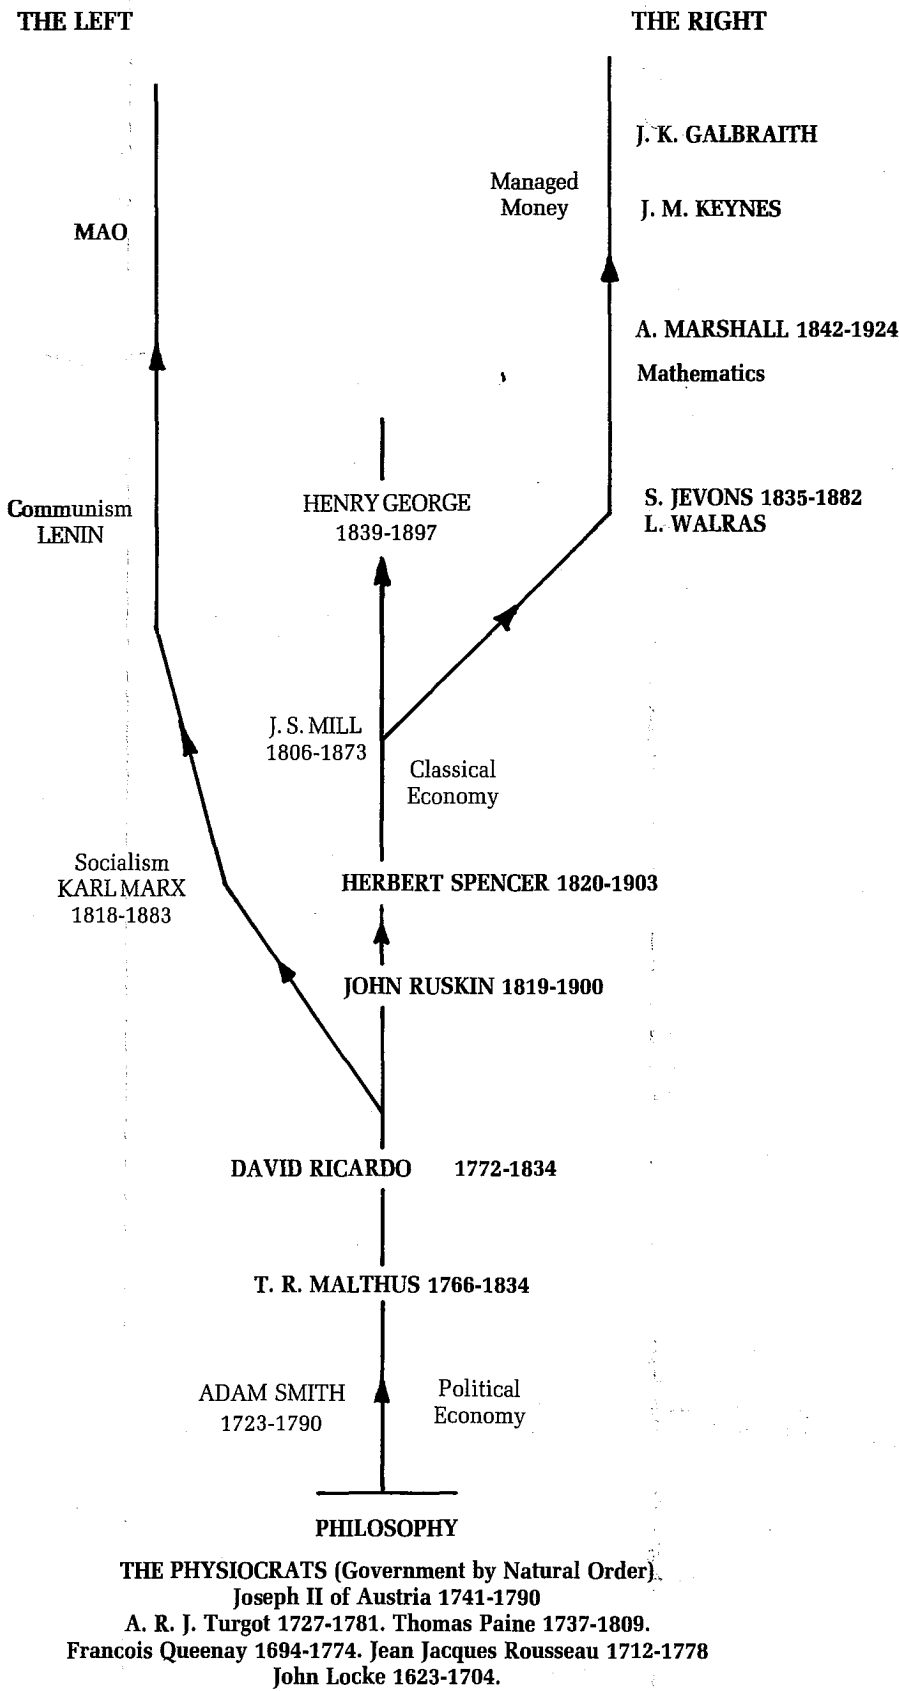 THE LEFT
THE RIGHT
J. K. GALBRAITH
Managed
Money
J. M. KEYNES
MAO
A. MARSHALL 1842-1924
Mathematics
HENRY GEORGE
1839-1897
S. JEVONS 1835-1882
L. WALRAS
Communism
LENIN
J. S. MILL
1806-1873
Classical
Economy
Socialism
KARL MARX
1818-1883
HERBERT SPENCER 1820-1903
JOHN RUSKIN 1819-1900
DAVID RICARDO 1772-1834
T. R. MALTHUS 1766-1834
ADAM SMITH
1723-1790
Political
Economy
PHILOSOPHY
THE PHYSIOCRATS (Government by Natural Order)
Joseph II of Austria 1741-1790
A. R. J. Turgot 1727-1781. Thomas Paine 1737-1809.
Francois Queenay 1694-1774. Jean Jacques Rousseau 1712-1778
John Locke 1623-1704.